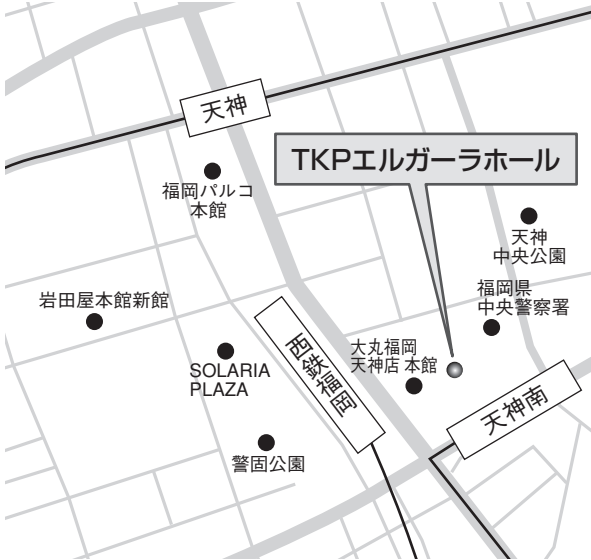 天神
TKPエルガーラホール
福岡パルコ
本館
天神
中央公園
福岡県
中央警察署
岩田屋本館新館
西鉄福岡
大丸福岡
天神店 本館
SOLARIA
PLAZA
天神南
警固公園